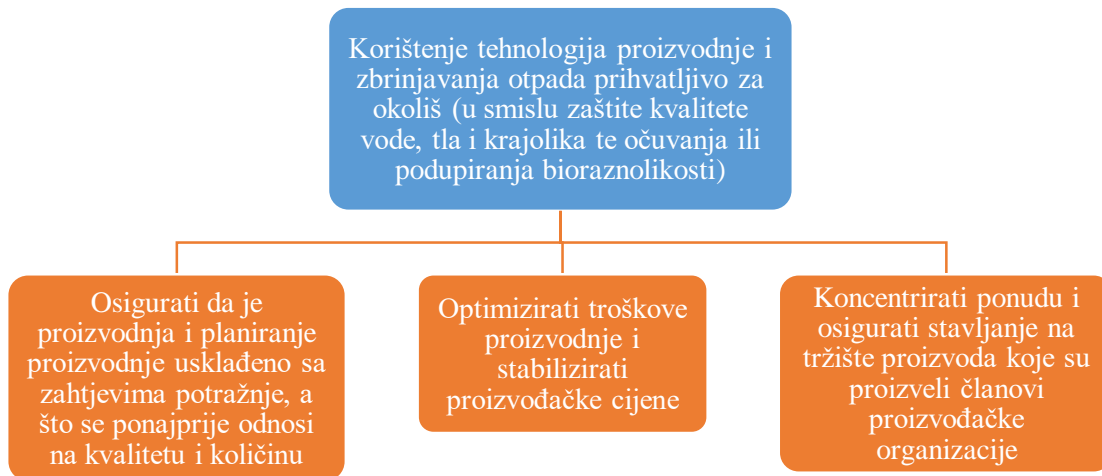 Korištenje tehnologija proizvodnje i
zbrinjavanja otpada prihvatljivo za
okoliš (u smislu zaštite kvalitete
vode, tla i krajolika te očuvanja ili
podupiranja bioraznolikosti)
Osigurati da je
proizvodnja i planiranje
proizvodnje usklađeno sa
zahtjevima potražnje, a
što se ponajprije odnosi
na kvalitetu i količinu
Optimizirati troškove
proizvodnje i
stabilizirati
proizvođačke cijene
Koncentrirati ponudu i
osigurati stavljanje na
tržište proizvoda koje su
proizveli članovi
proizvođačke
organizacije